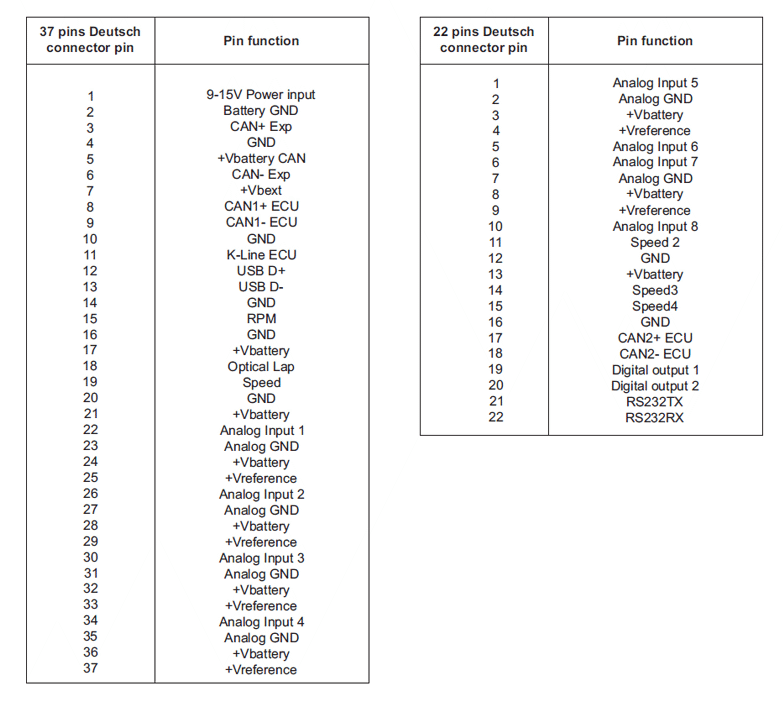 37 pins Deutsch
connector pin
Pin function
1 9-15V Power input
2 Battery GND
3 CAN+ Exp
4 GND
5 +Vbattery CAN
6 CAN- Exp
7 +Vbext
8 CAN1+ ECU
9 CAN1- ECU
10 GND
11 K-Line ECU
12 USB D+
13 USB D-
14 GND
15 RPM
16 GND
17 +Vbattery
18 Optical Lap
19 Speed
20 GND
21 +Vbattery
22 Analog Input 1
23 Analog GND
24 +Vbattery
25 +Vreference
26 Analog Input 2
27 Analog GND
28 +Vbattery
29 +Vreference
30 Analog Input 3
31 Analog GND
32 +Vbattery
33 +Vreference
34 Analog Input 4
35 Analog GND
36 +Vbattery
37 +Vreference
22 pins Deutsch
connector pin
Pin function
1 Analog Input 5
2 Analog GND
3 +Vbattery
4 +Vreference
5 Analog Input 6
6 Analog Input 7
7 Analog GND
8 +Vbattery
9 +Vreference
10 Analog Input 8
11 Speed 2
12 GND
13 +Vbattery
14 Speed3
15 Speed4
16 GND
17 CAN2+ ECU
18 CAN2- ECU
19 Digital output 1
20 Digital output 2
21 RS232TX
22 RS232RX